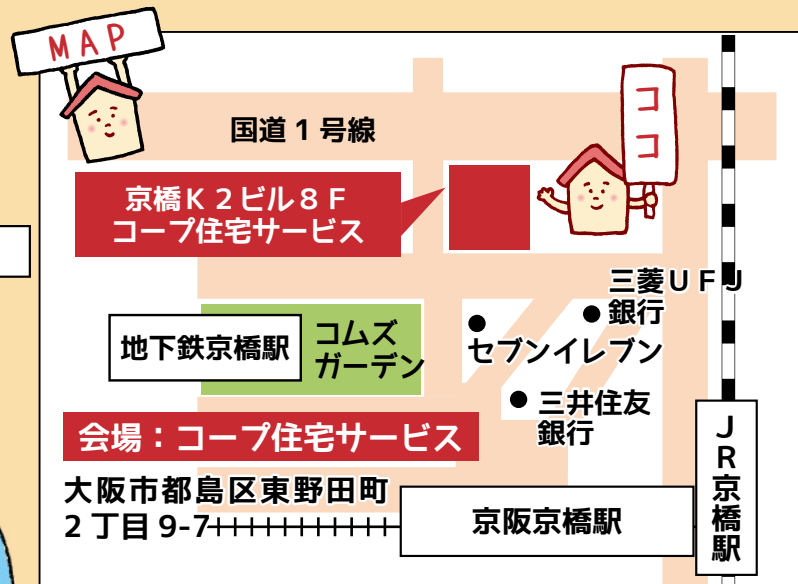 MAP
ココ
国道1号線
京橋K2ビル8F
コープ住宅サービス
三菱UFJ
銀行
地下鉄京橋駅
コムズ
ガーデン
セブンイレブン
三井住友
銀行
会場：コープ住宅サービス
大阪市都島区東野田町
2丁目9-7
京阪京橋駅
JR京橋駅